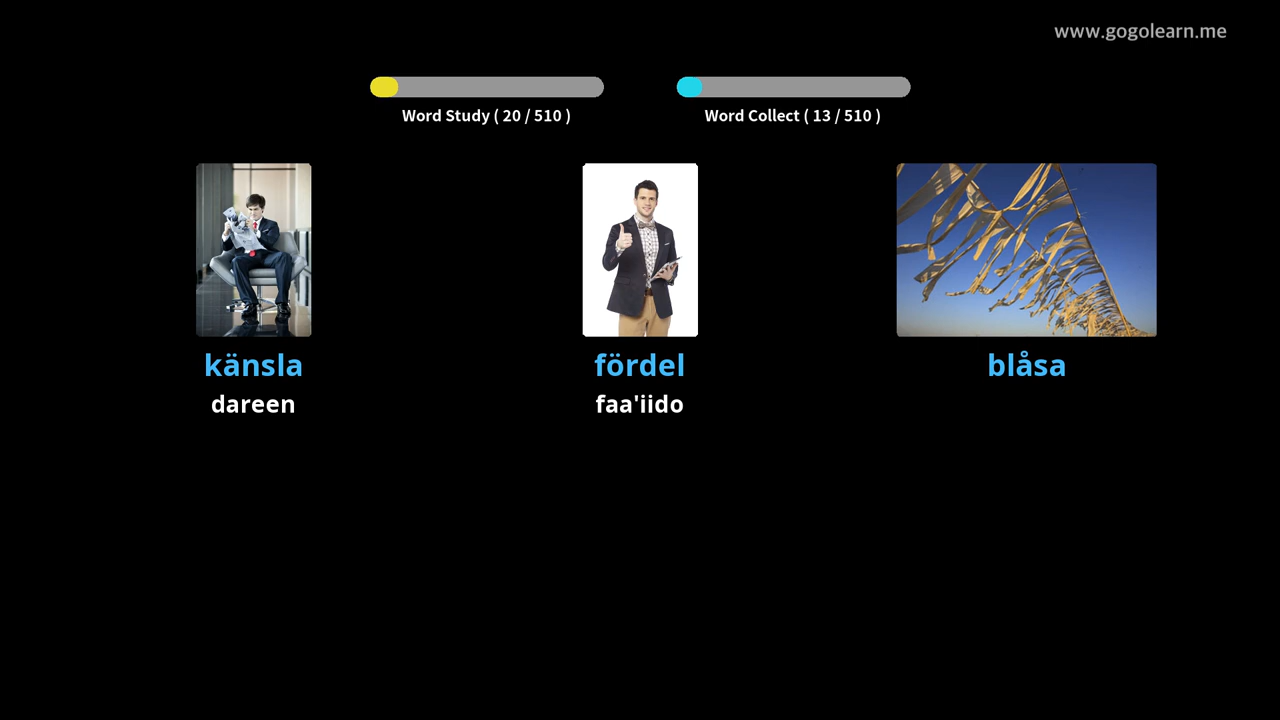 www.gogolearn.me
Word Study ( 20 / 510 )
Word Collect ( 13 / 510 )
känsla
fördel
blåsa
dareen
faa'iido